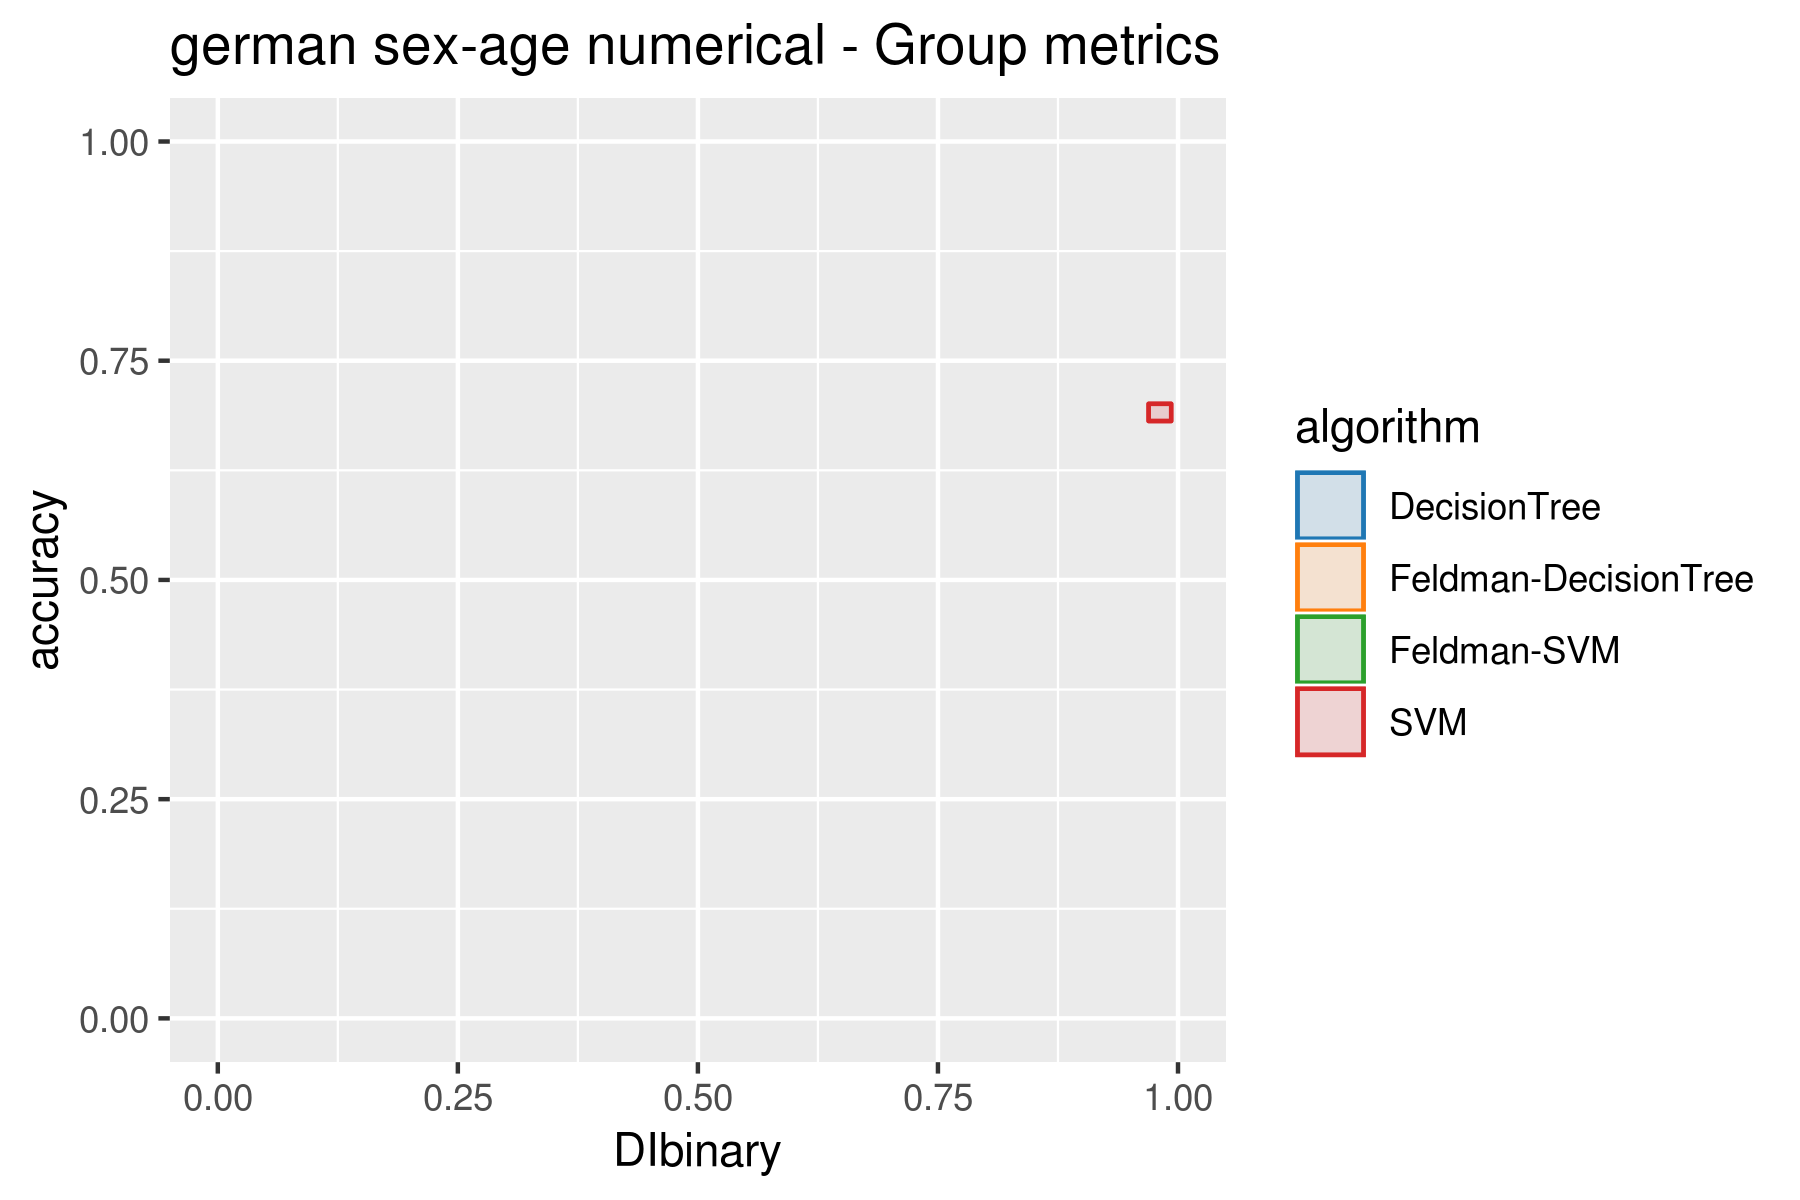 german sex-age numerical - Group metrics
1.00
0.75
0.50
0.25
0.00
accuracy
0.00 0.25 0.50 0.75 1.00
DIbinary
algorithm
DecisionTree
Feldman-DecisionTree
Feldman-SVM
SVM